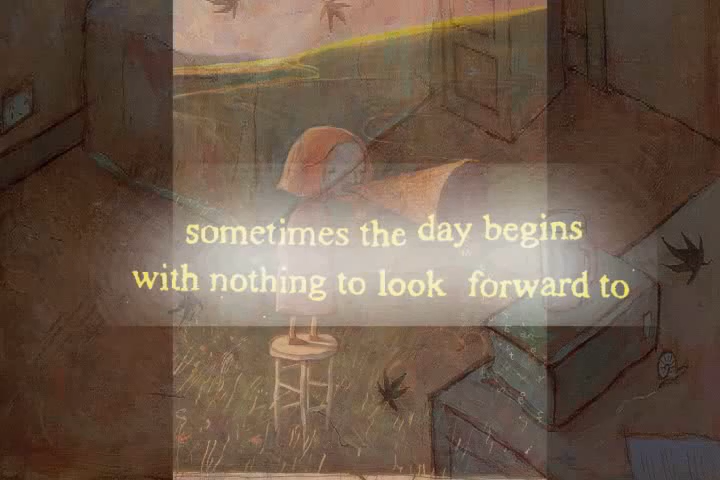 sometimes the day begins
with nothing to look forward to